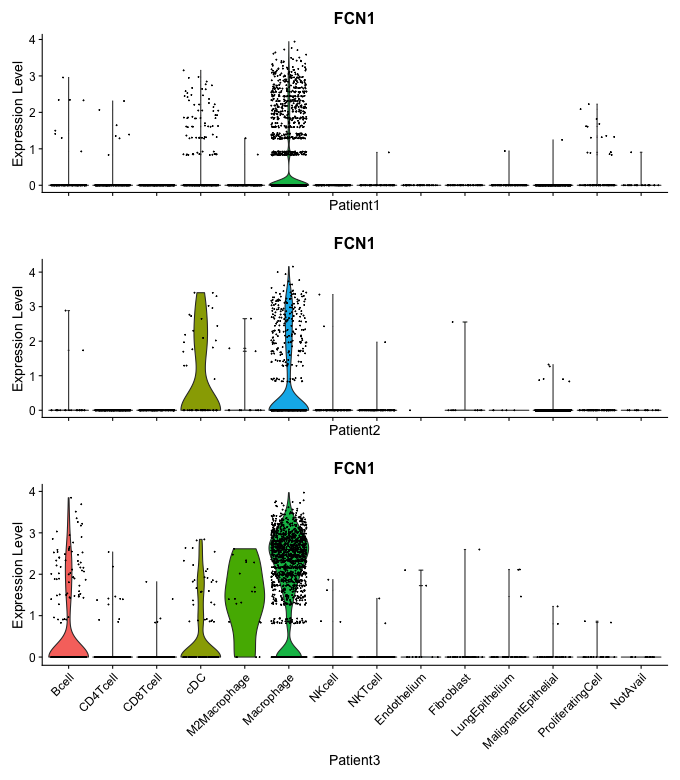 FCN1
Expression Level
4
3
2
1
0
Patient1
FCN1
Expression Level
4
3
2
1
0
Patient2
FCN1
Expression Level
4
3
2
1
0
Bcell
CD4Tcell
CD8Tcell
cDC
M2Macrophage
Macrophage
NKcell
NKTcell
Endothelium
Fibroblast
LungEpithelium
MalignantEpithelial
ProliferatingCell
NotAvail
Patient3